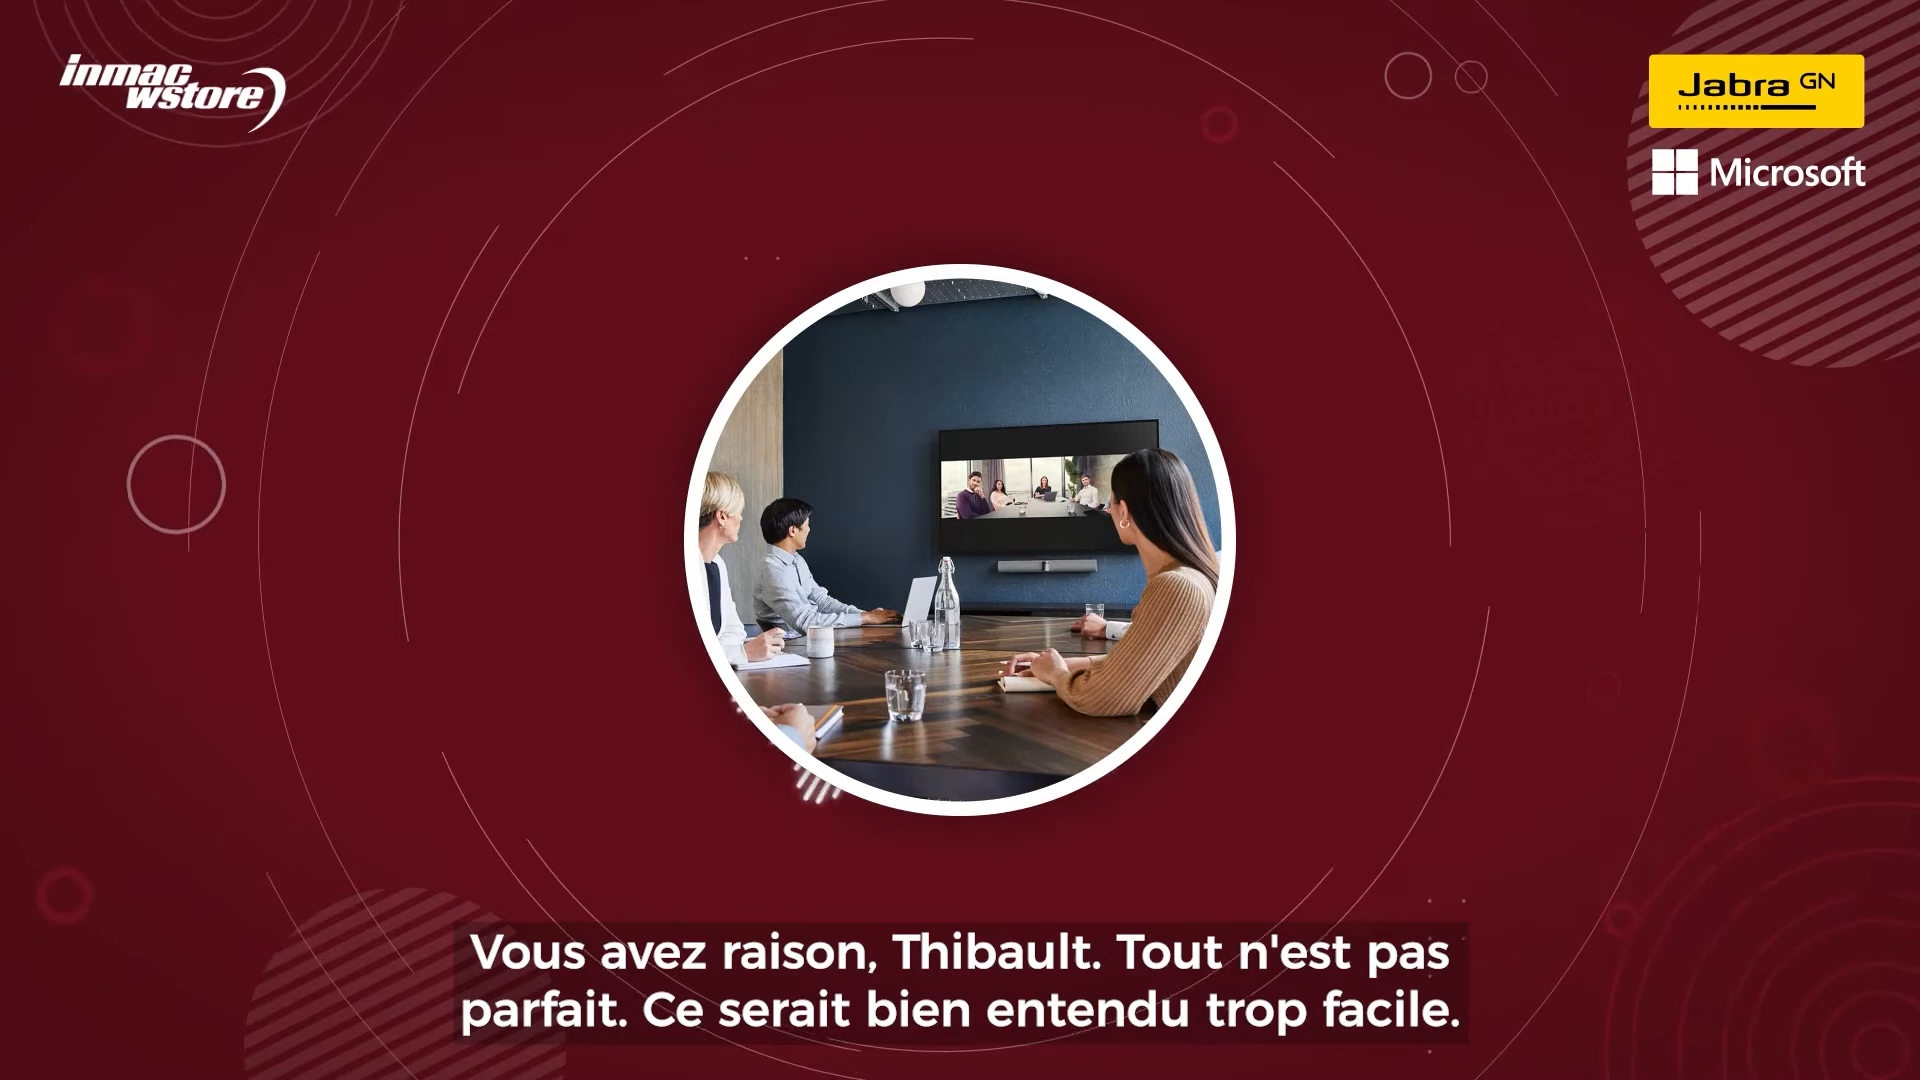 inmac
wstore
Jabra GN
Microsoft
Vous avez raison, Thibault. Tout n'est pas
parfait. Ce serait bien entendu trop facile.